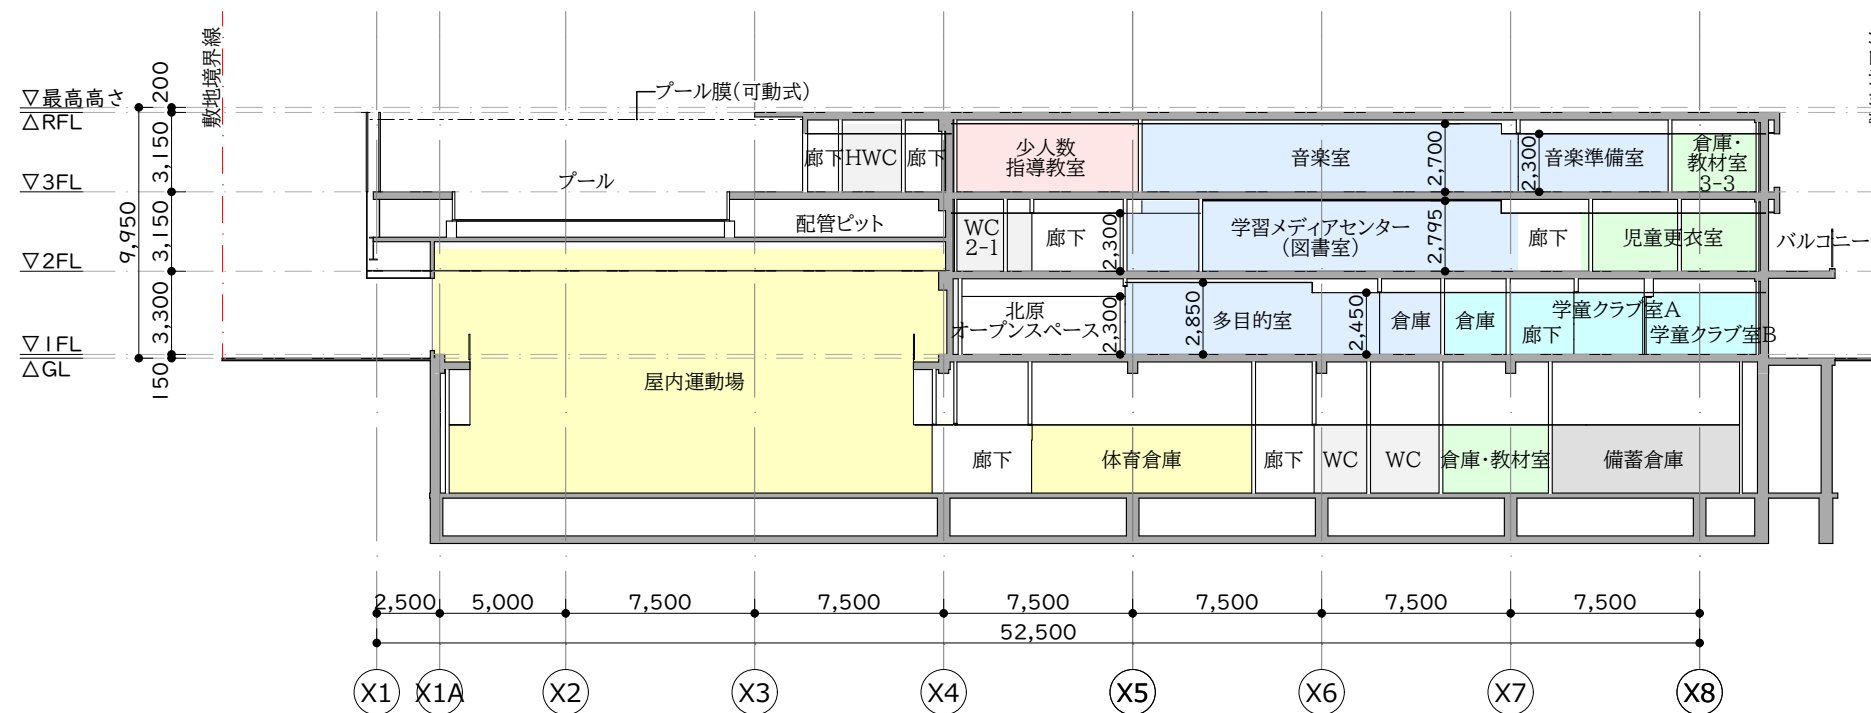 敷地境界線
▽最高高さ
△RFL
▽3FL
▽2FL
▽1FL
△GL
200
3,150
3,150
3,300
150
9,950
プール膜(可動式)
プール
廊下
HWC
廊下
少人数
指導教室
音楽室
2,700
2,300
音楽準備室
倉庫・
教材室
3-3
配管ピット
WC
2-1
廊下
2,300
学習メディアセンター
(図書室)
2,795
廊下
児童更衣室
バルコニー
北原
オープンスペース
2,300
2,850
多目的室
2,450
倉庫
倉庫
廊下
学童クラブ室A
学童クラブ室B
屋内運動場
廊下
体育倉庫
廊下
WC
WC
倉庫・教材室
備蓄倉庫
2,500
5,000
7,500
7,500
7,500
7,500
7,500
7,500
52,500
X1
X1A
X2
X3
X4
X5
X6
X7
X8